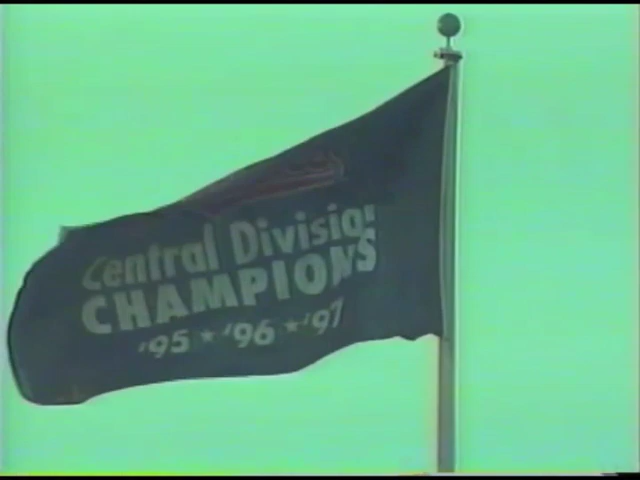 Central Division
CHAMPIONS
'95 ★ '96 ★ '97